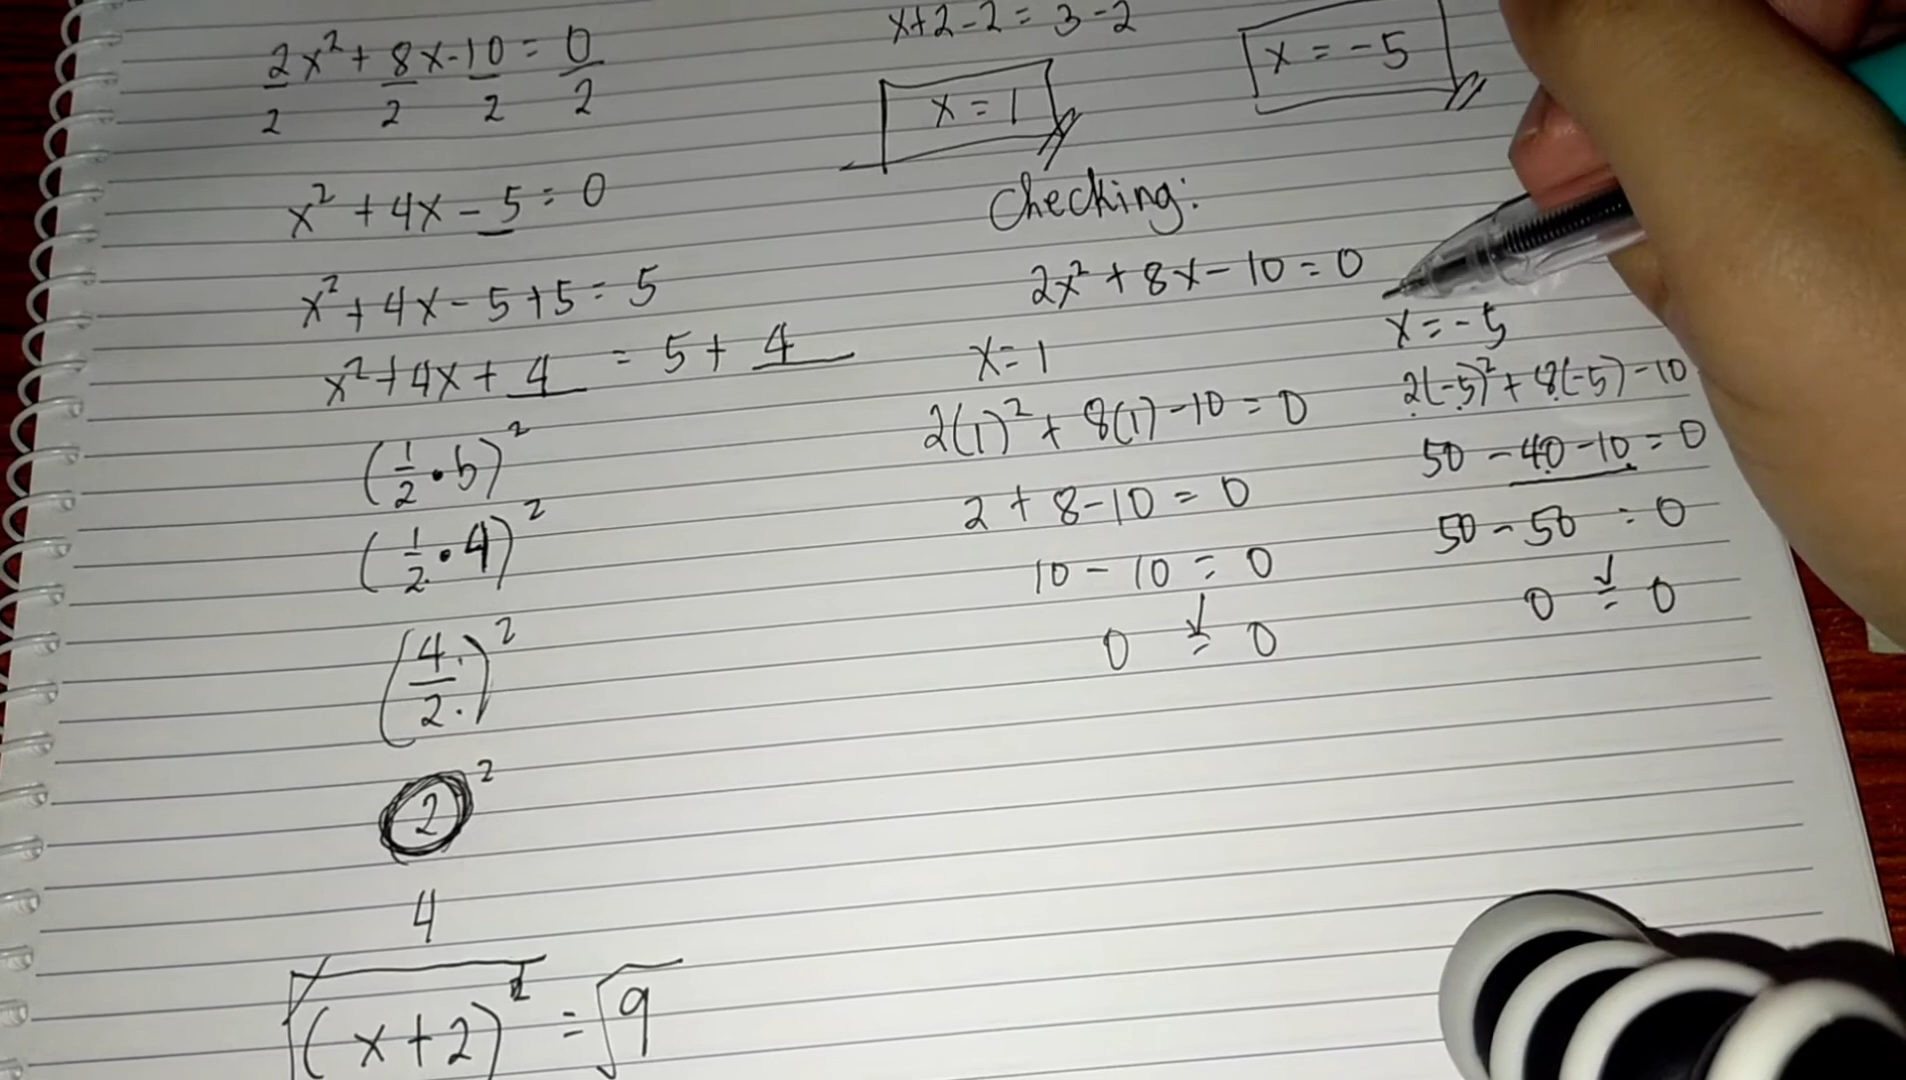 2x² + 8x - 10 = 0
2 2 2 2
x² + 4x - 5 = 0
x² + 4x - 5 + 5 = 5
x² + 4x + 4 = 5 + 4
(1/2 • b)²
(1/2 • 4)²
(4/2)²
2²
4
√(x+2)² = √9
x+2-2 = 3-2
x = 1
x = -5
Checking:
2x² + 8x - 10 = 0
x = 1
2(1)² + 8(1) - 10 = 0
2 + 8 - 10 = 0
10 - 10 = 0
0 = 0
x = -5
2(-5)² + 8(-5) - 10
50 - 40 - 10 = 0
50 - 50 = 0
0 = 0